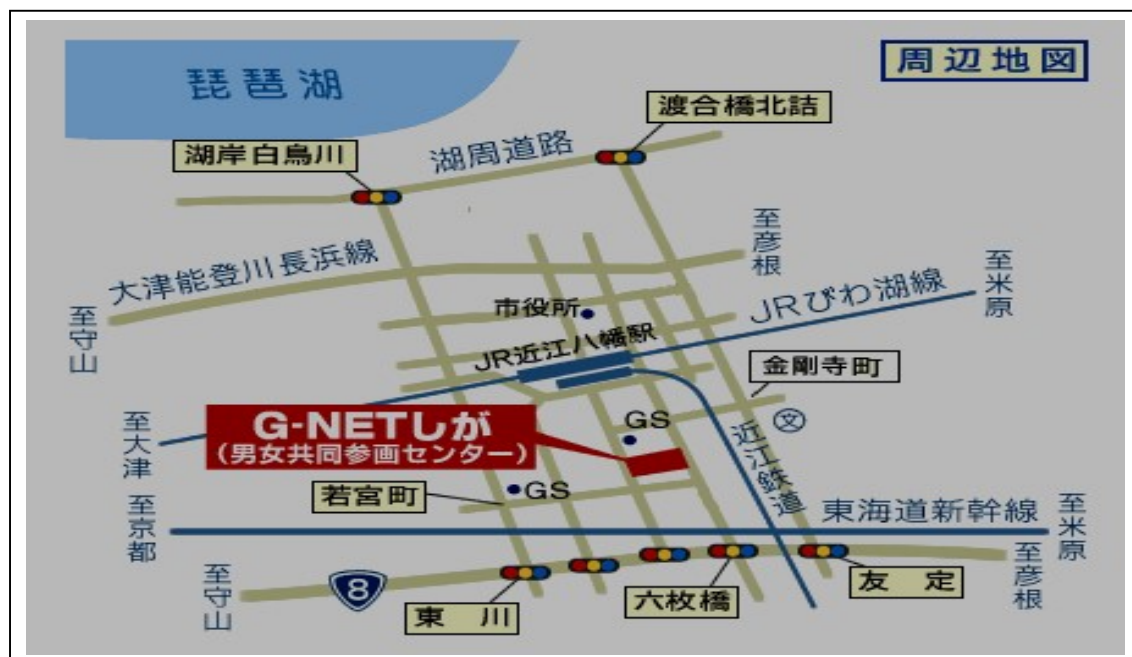 周辺地図
琵琶湖
渡合橋北詰
湖岸白鳥川
湖周道路
至彦根
大津能登川長浜線
至米原
JRびわ湖線
市役所
至守山
JR近江八幡駅
金剛寺町
G-NETしが
(男女共同参画センター)
GS
文
至大津
近江鉄道
若宮町
GS
東海道新幹線
至京都
至米原
至守山
8
東川
六枚橋
友定
至彦根